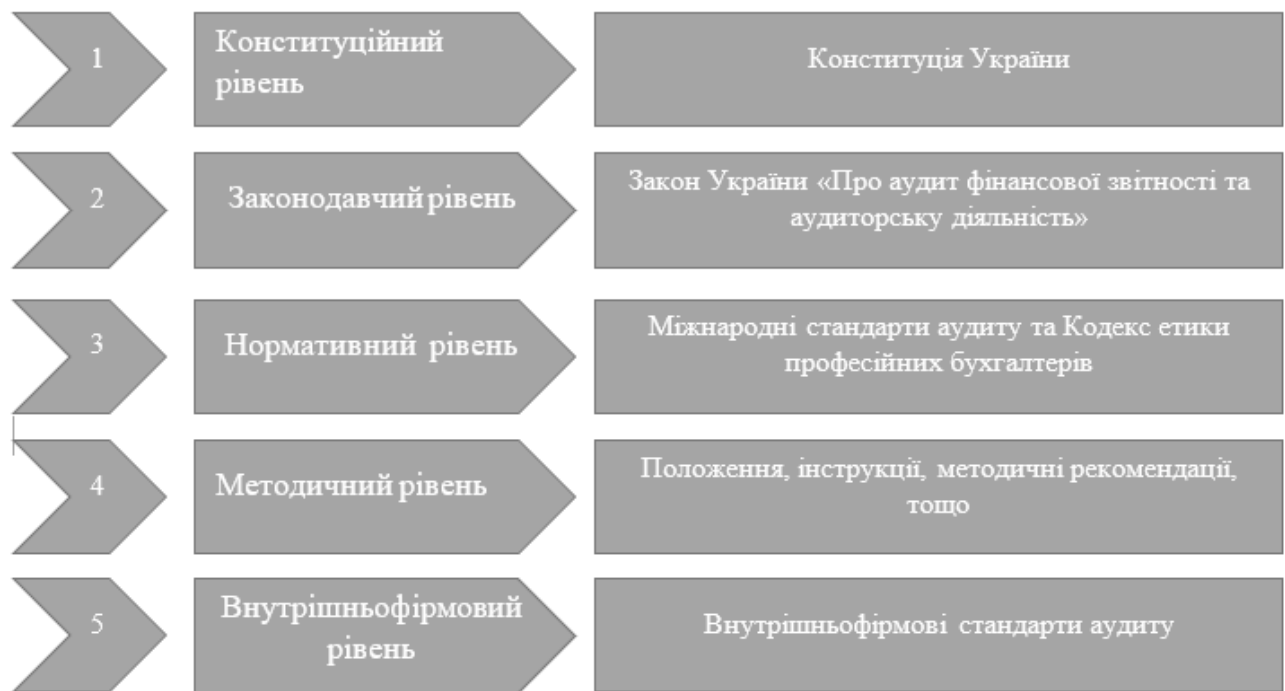 1
Конституційний
рівень
Конституція України
2
Законодавчий рівень
Закон України «Про аудит фінансової звітності та
аудиторську діяльність»
3
Нормативний рівень
Міжнародні стандарти аудиту та Кодекс етики
професійних бухгалтерів
4
Методичний рівень
Положення, інструкції, методичні рекомендації,
тощо
5
Внутрішньофірмовий
рівень
Внутрішньофірмові стандарти аудиту